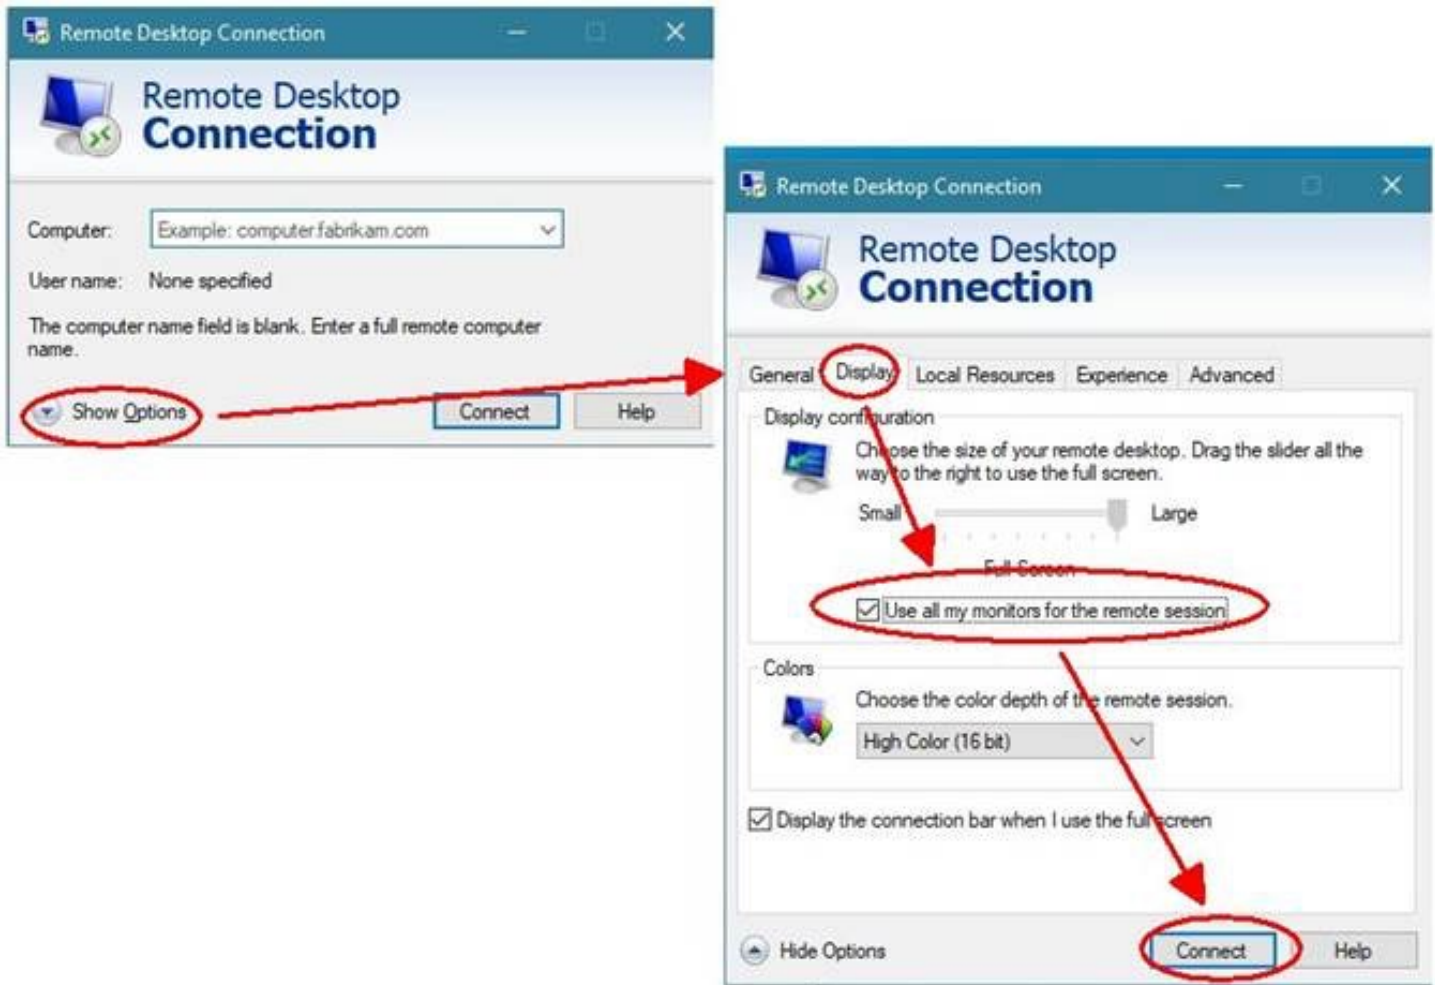 Remote Desktop Connection
Remote Desktop
Connection
Computer: Example: computer.fabrikam.com
User name: None specified
The computer name field is blank. Enter a full remote computer
name.
Show Options Connect Help
Remote Desktop Connection
Remote Desktop
Connection
General Display Local Resources Experience Advanced
Display configuration
Choose the size of your remote desktop. Drag the slider all the
way to the right to use the full screen.
Small Large
Full Screen
Use all my monitors for the remote session
Colors
Choose the color depth of the remote session.
High Color (16 bit)
Display the connection bar when I use the full screen
Hide Options Connect Help